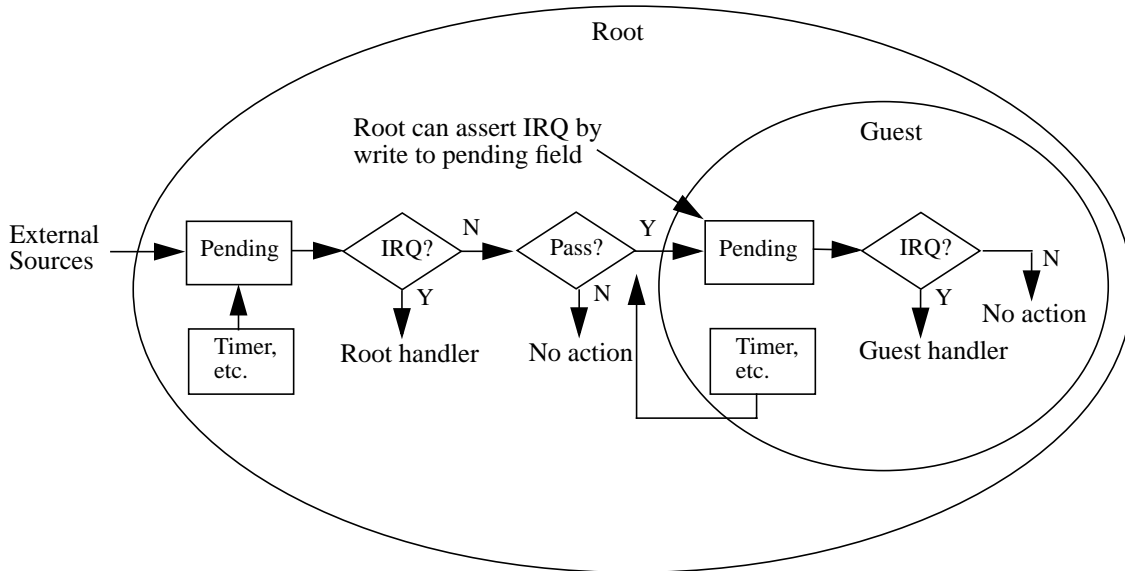 Root
Root can assert IRQ by
write to pending field
Guest
External
Sources
Pending
IRQ?
N
Pass?
Y
Pending
IRQ?
N
Y
N
Y
No action
Timer,
etc.
Root handler
No action
Timer,
etc.
Guest handler